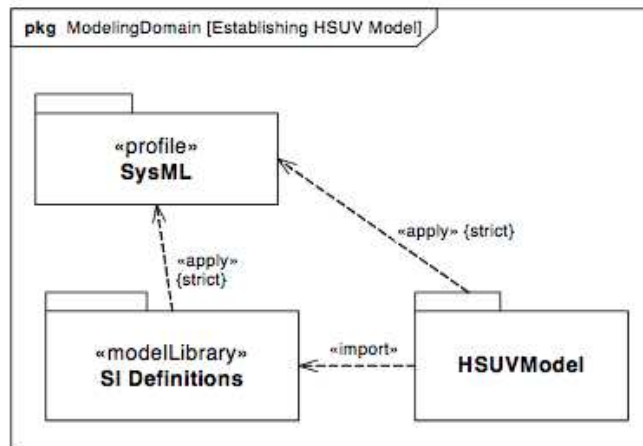 pkg ModelingDomain [Establishing HSUV Model]
«profile»
SysML
«apply» {strict}
«apply»
{strict}
«modelLibrary»
SI Definitions
«import»
HSUVModel